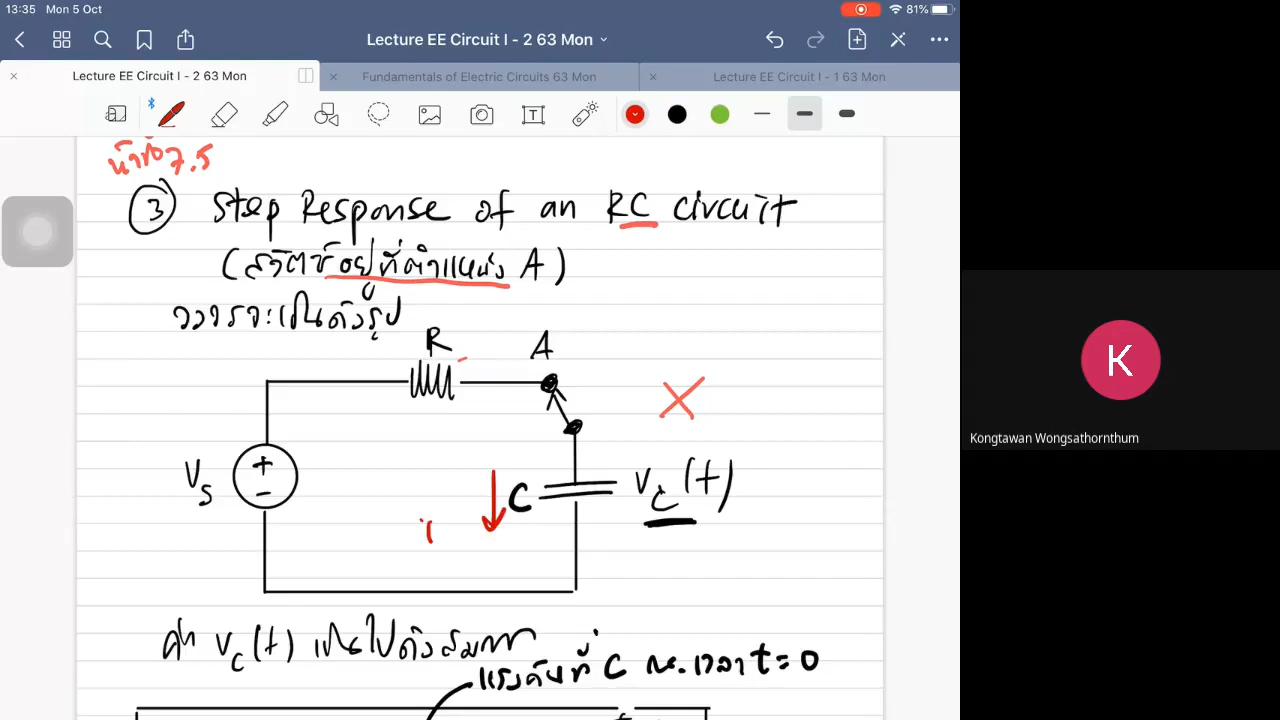 13:35 Mon 5 Oct
81%
Lecture EE Circuit I - 2 63 Mon
Lecture EE Circuit I - 2 63 Mon
Fundamentals of Electric Circuits 63 Mon
Lecture EE Circuit I - 1 63 Mon
หัวข้อ 7.5
3 Step Response of an RC circuit
(สวิตช์อยู่ที่ตำแหน่ง A)
วงจรจะเป็นดังรูป
R
A
Vs
+
-
C
Vc(t)
i
ค่า Vc(t) เป็นไปดังสมการ
แรงดันที่ C ณ. เวลา t=0
K
Kongtawan Wongsathornthum